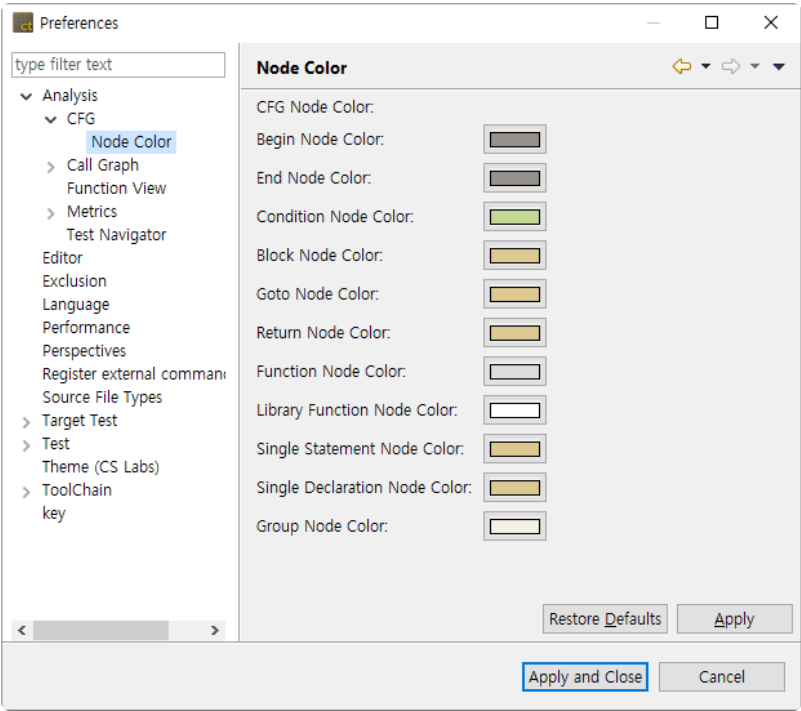 ct Preferences
type filter text
Analysis
CFG
Node Color
Call Graph
Function View
Metrics
Test Navigator
Editor
Exclusion
Language
Performance
Perspectives
Register external comman
Source File Types
Target Test
Test
Theme (CS Labs)
ToolChain
key
Node Color
CFG Node Color:
Begin Node Color:
End Node Color:
Condition Node Color:
Block Node Color:
Goto Node Color:
Return Node Color:
Function Node Color:
Library Function Node Color:
Single Statement Node Color:
Single Declaration Node Color:
Group Node Color:
Restore Defaults Apply
Apply and Close Cancel